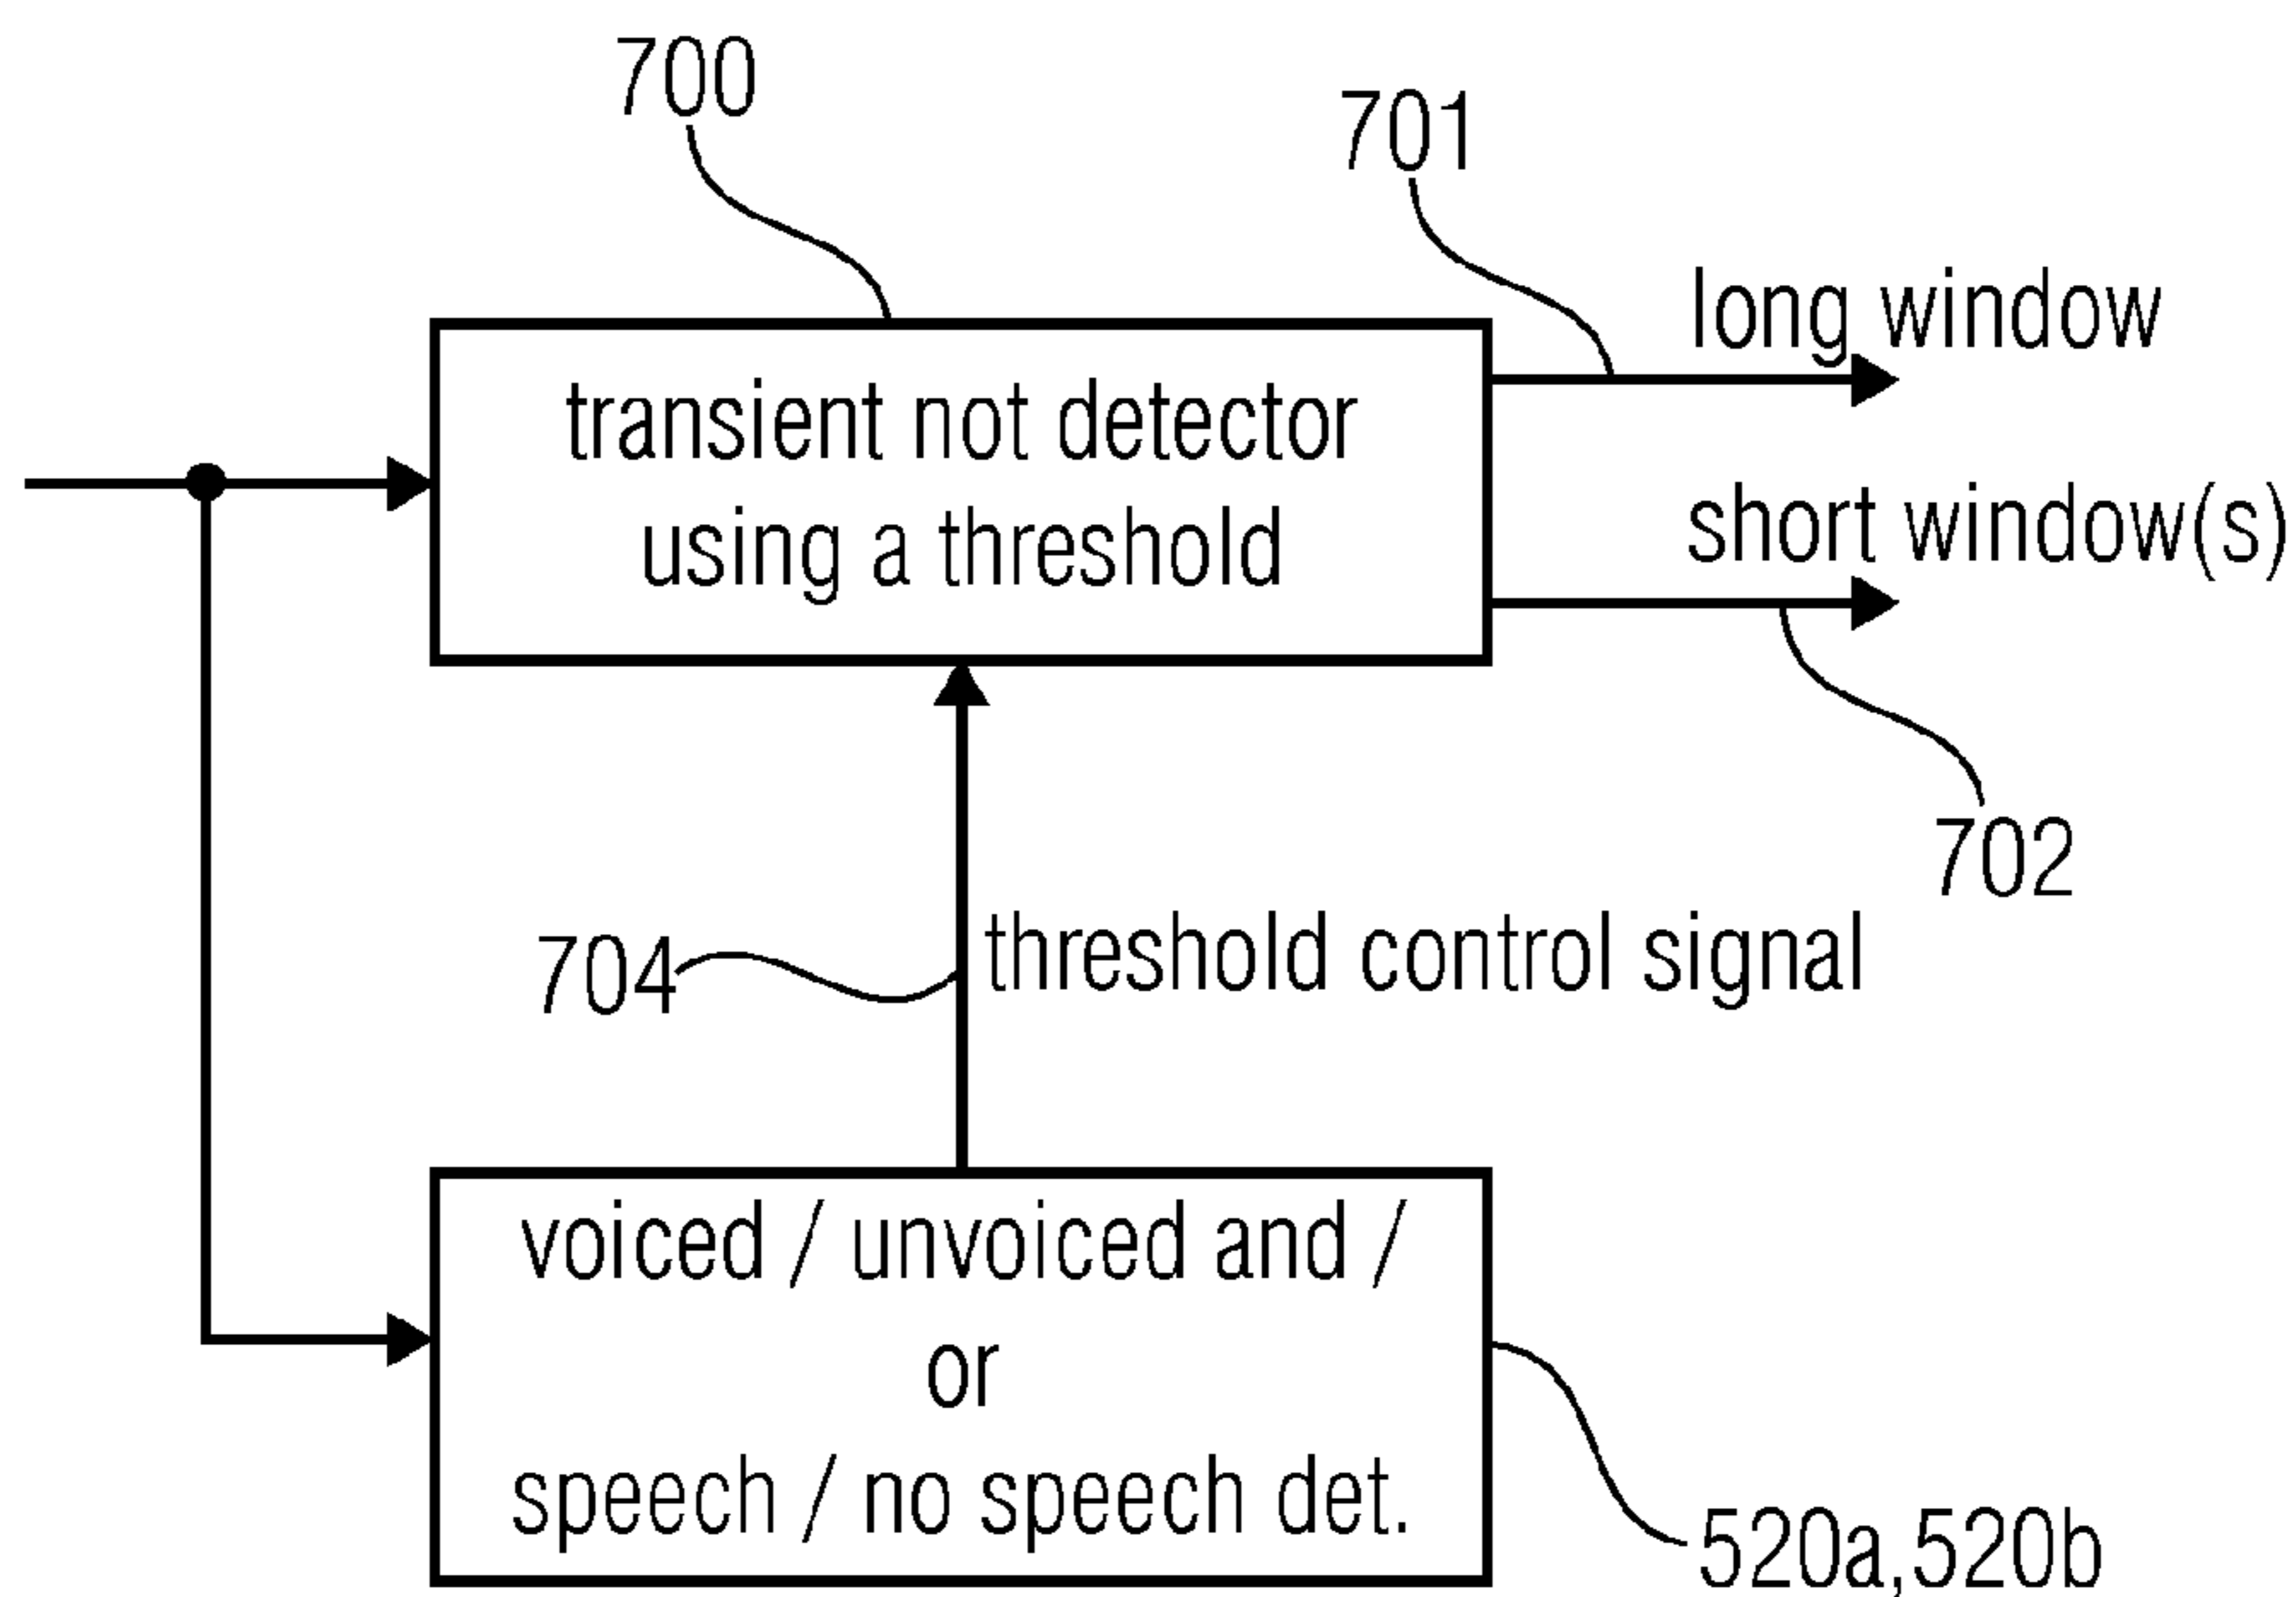 700
701
long window
transient not detector
using a threshold
short window(s)
702
704
threshold control signal
voiced / unvoiced and /
or
speech / no speech det.
520a,520b